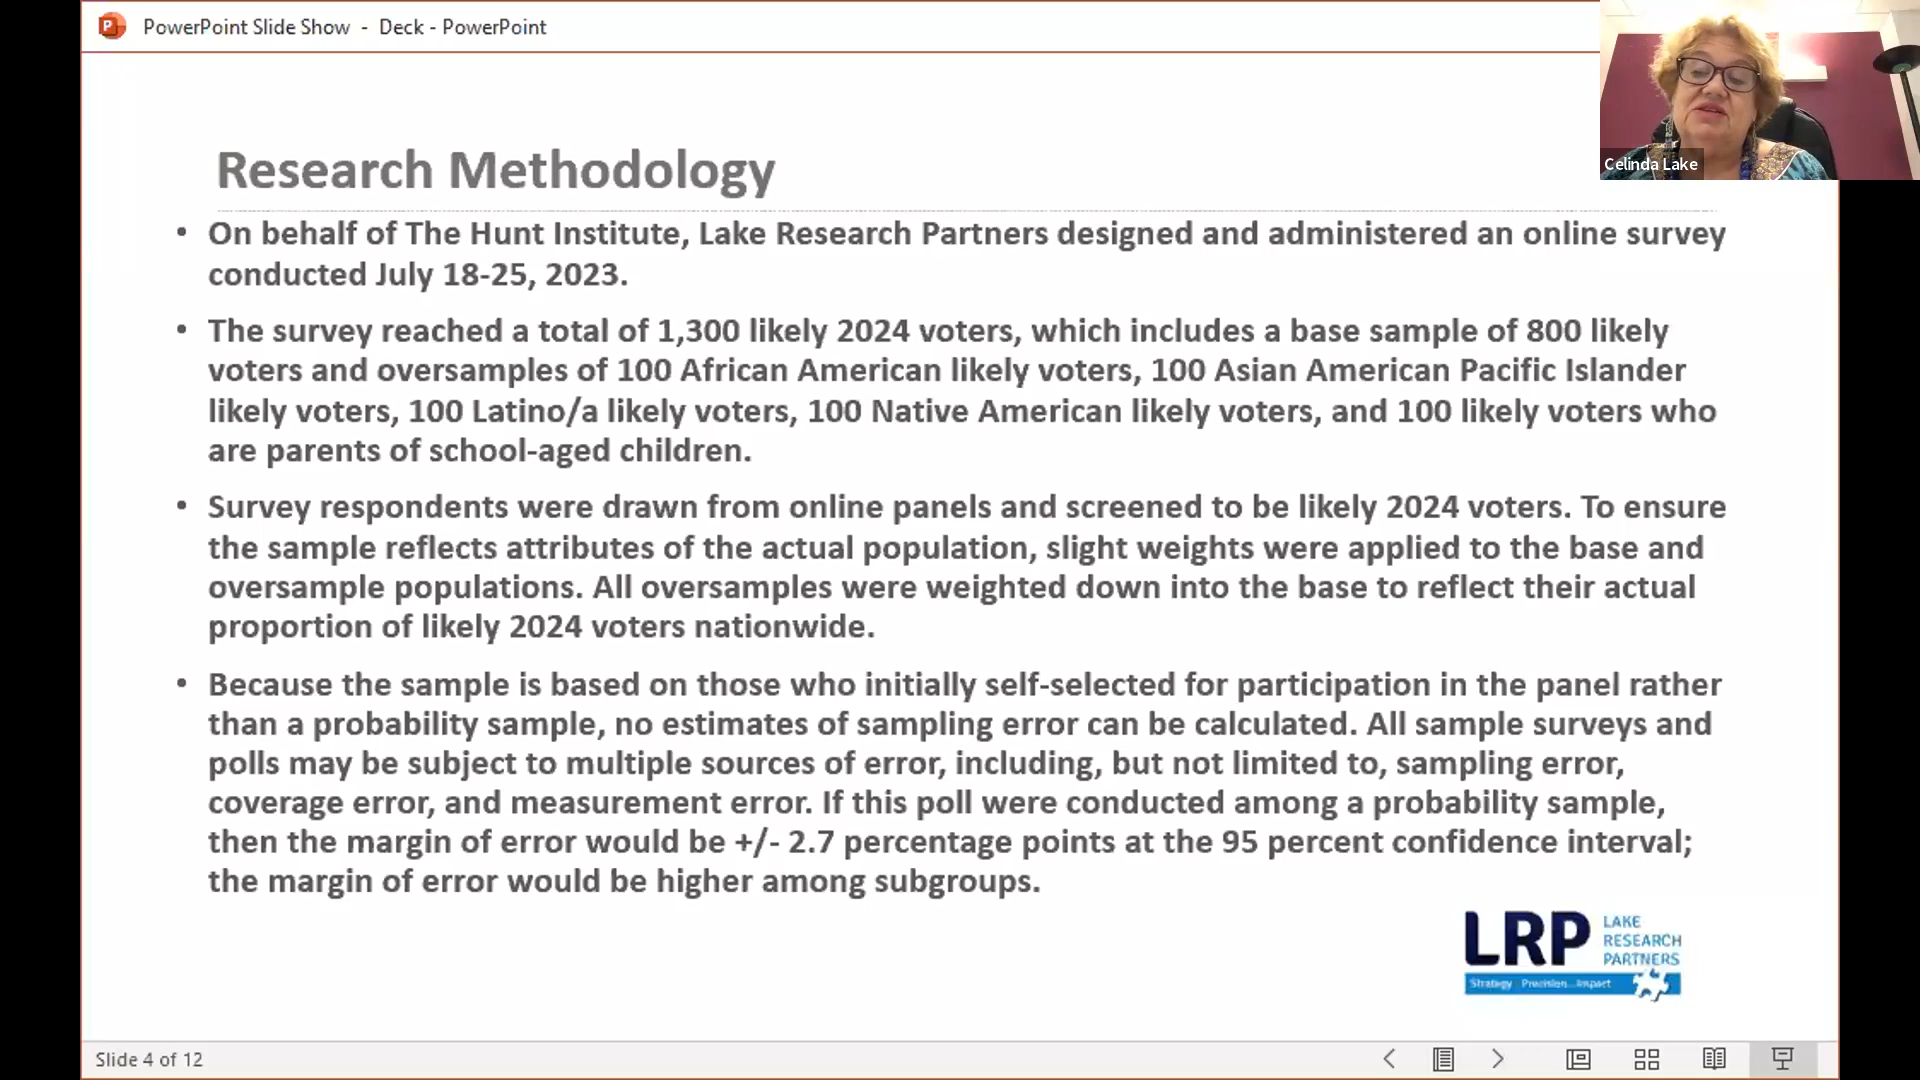 PowerPoint Slide Show - Deck - PowerPoint
Celinda Lake
Research Methodology
• On behalf of The Hunt Institute, Lake Research Partners designed and administered an online survey
conducted July 18-25, 2023.
• The survey reached a total of 1,300 likely 2024 voters, which includes a base sample of 800 likely
voters and oversamples of 100 African American likely voters, 100 Asian American Pacific Islander
likely voters, 100 Latino/a likely voters, 100 Native American likely voters, and 100 likely voters who
are parents of school-aged children.
• Survey respondents were drawn from online panels and screened to be likely 2024 voters. To ensure
the sample reflects attributes of the actual population, slight weights were applied to the base and
oversample populations. All oversamples were weighted down into the base to reflect their actual
proportion of likely 2024 voters nationwide.
• Because the sample is based on those who initially self-selected for participation in the panel rather
than a probability sample, no estimates of sampling error can be calculated. All sample surveys and
polls may be subject to multiple sources of error, including, but not limited to, sampling error,
coverage error, and measurement error. If this poll were conducted among a probability sample,
then the margin of error would be +/- 2.7 percentage points at the 95 percent confidence interval;
the margin of error would be higher among subgroups.
LRP
LAKE
RESEARCH
PARTNERS
Strategy Precision Impact
Slide 4 of 12